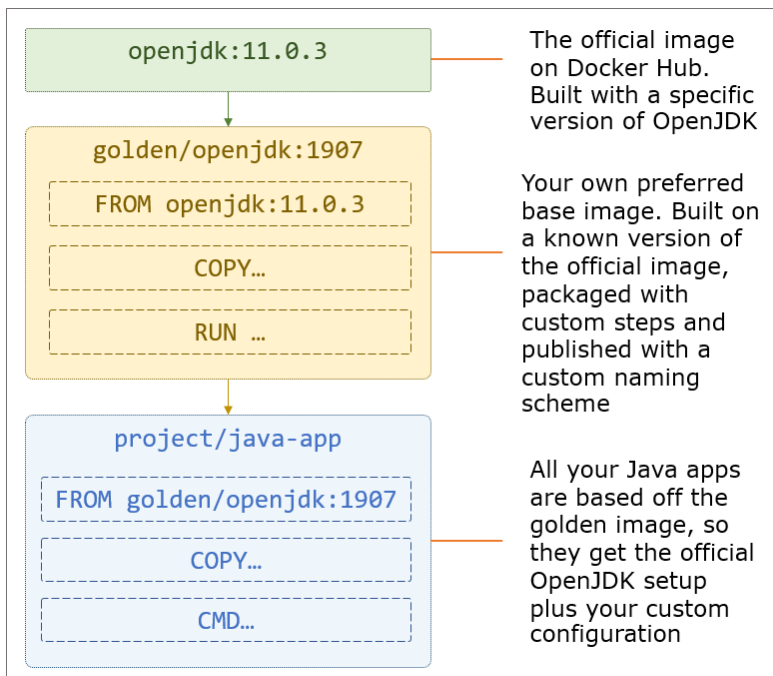 openjdk:11.0.3
The official image
on Docker Hub.
Built with a specific
version of OpenJDK
golden/openjdk:1907
FROM openjdk:11.0.3
COPY…
RUN …
Your own preferred
base image. Built on
a known version of
the official image,
packaged with
custom steps and
published with a
custom naming
scheme
project/java-app
FROM golden/openjdk:1907
COPY…
CMD…
All your Java apps
are based off the
golden image, so
they get the official
OpenJDK setup
plus your custom
configuration